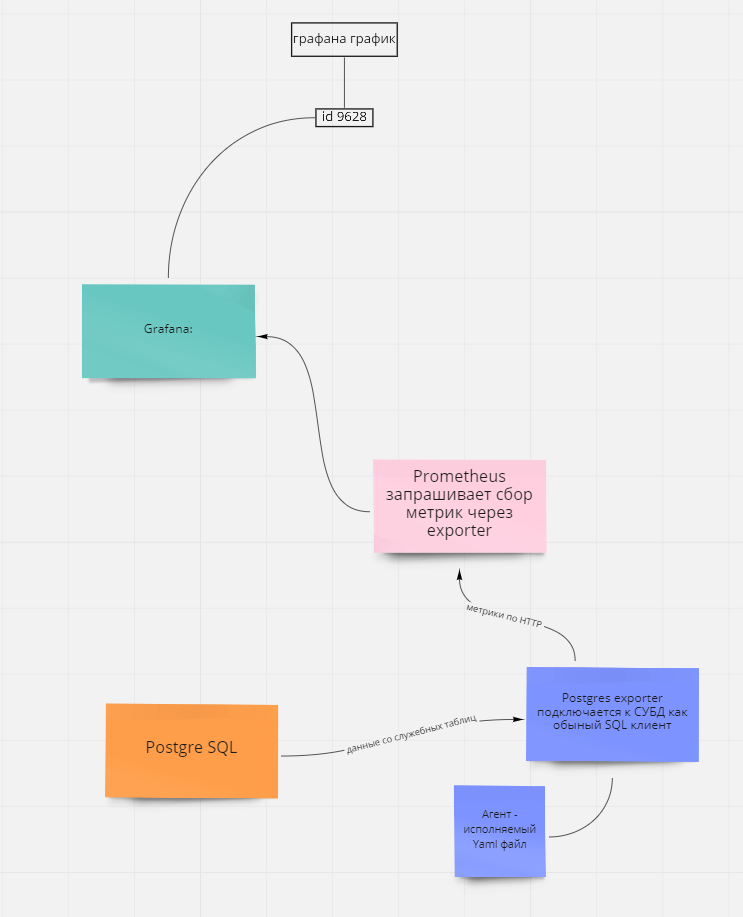 графана график
id 9628
Grafana:
Prometheus
запрашивает сбор
метрик через
exporter
метрики по HTTP
Postgres exporter
подключается к СУБД как
обыный SQL клиент
данные со служебных таблиц
Postgre SQL
Агент -
исполняемый
Yaml файл